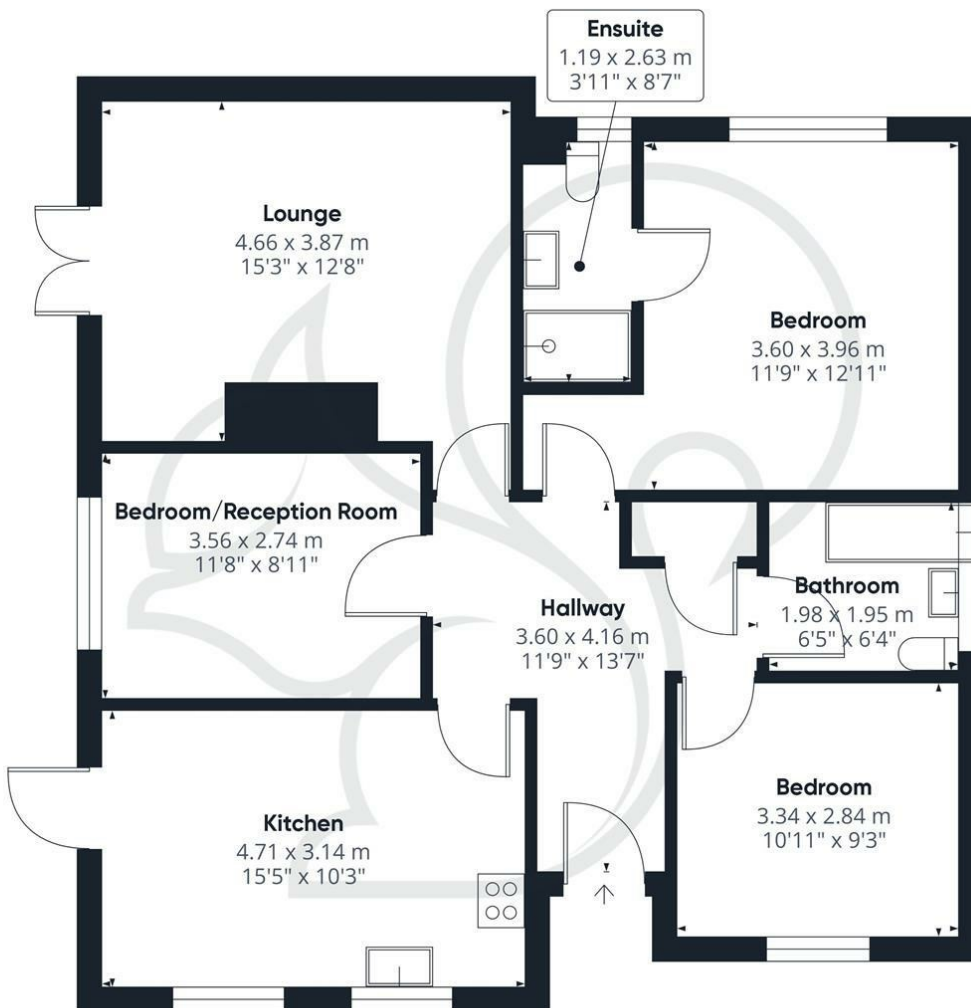 Ensuite
1.19 x 2.63 m
3'11" x 8'7"
Lounge
4.66 x 3.87 m
15'3" x 12'8"
Bedroom
3.60 x 3.96 m
11'9" x 12'11"
Bedroom/Reception Room
3.56 x 2.74 m
11'8" x 8'11"
Hallway
3.60 x 4.16 m
11'9" x 13'7"
Bathroom
1.98 x 1.95 m
6'5" x 6'4"
Kitchen
4.71 x 3.14 m
15'5" x 10'3"
Bedroom
3.34 x 2.84 m
10'11" x 9'3"